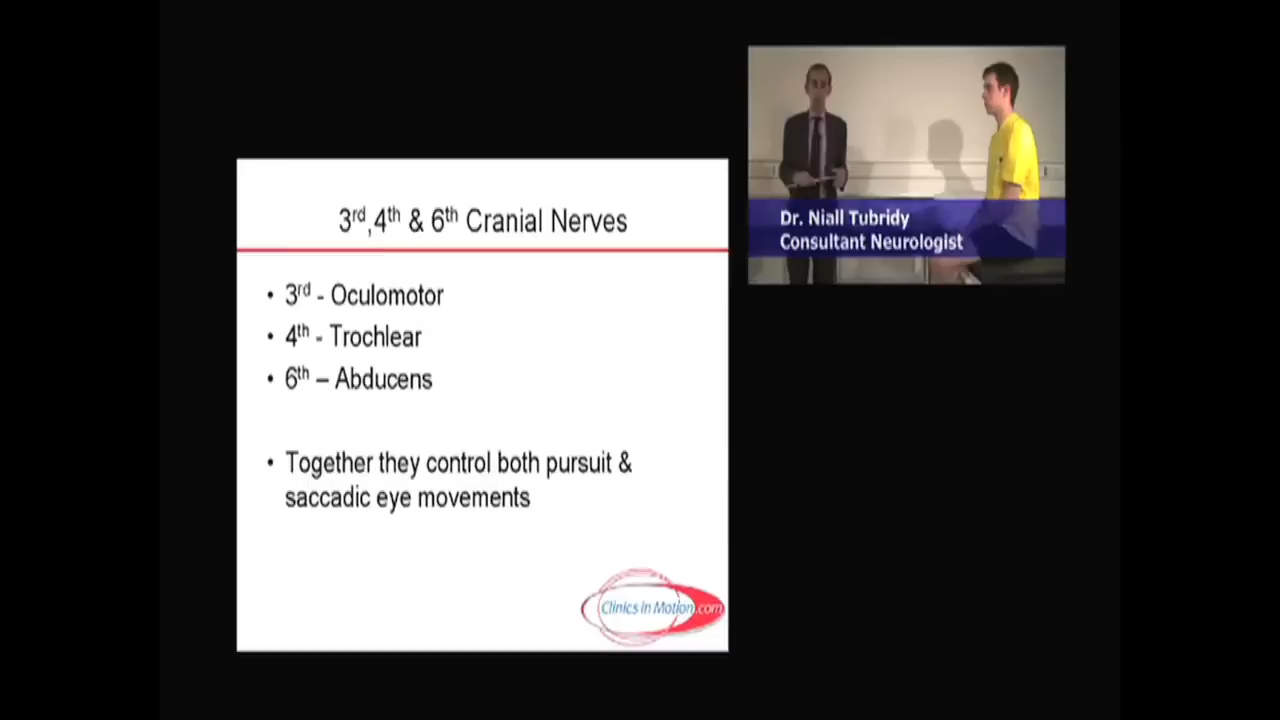 3rd,4th & 6th Cranial Nerves
• 3rd - Oculomotor
• 4th - Trochlear
• 6th – Abducens
• Together they control both pursuit &
saccadic eye movements
Clinics in Motion.com
Dr. Niall Tubridy
Consultant Neurologist